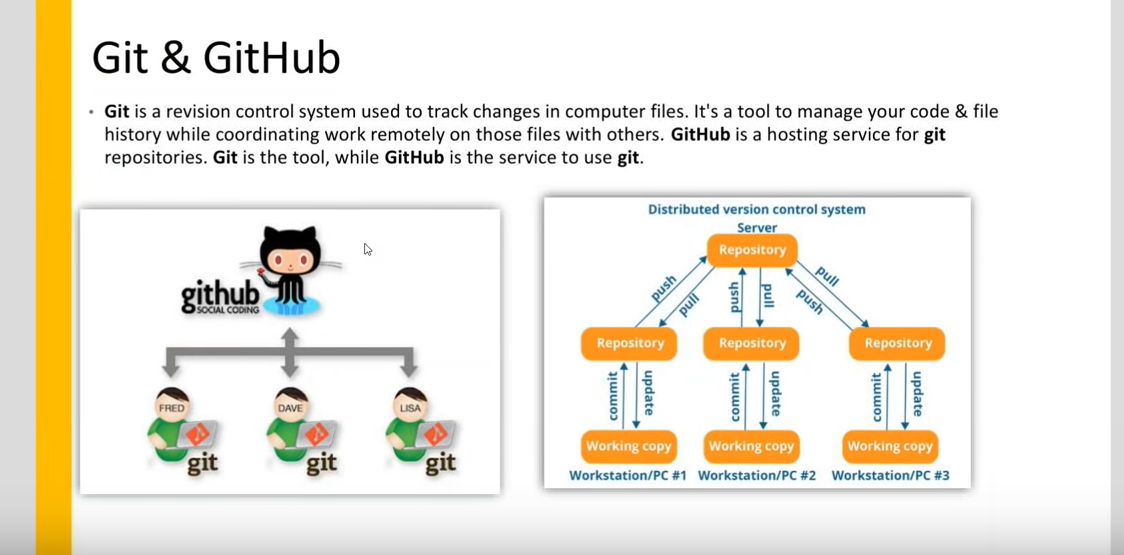 Git & GitHub
• Git is a revision control system used to track changes in computer files. It's a tool to manage your code & file
history while coordinating work remotely on those files with others. GitHub is a hosting service for git
repositories. Git is the tool, while GitHub is the service to use git.
github
SOCIAL CODING
FRED
DAVE
LISA
git
git
git
Distributed version control system
Server
Repository
push
pull
push
pull
pull
push
Repository
Repository
Repository
commit
update
commit
update
commit
update
Working copy
Working copy
Working copy
Workstation/PC #1
Workstation/PC #2
Workstation/PC #3